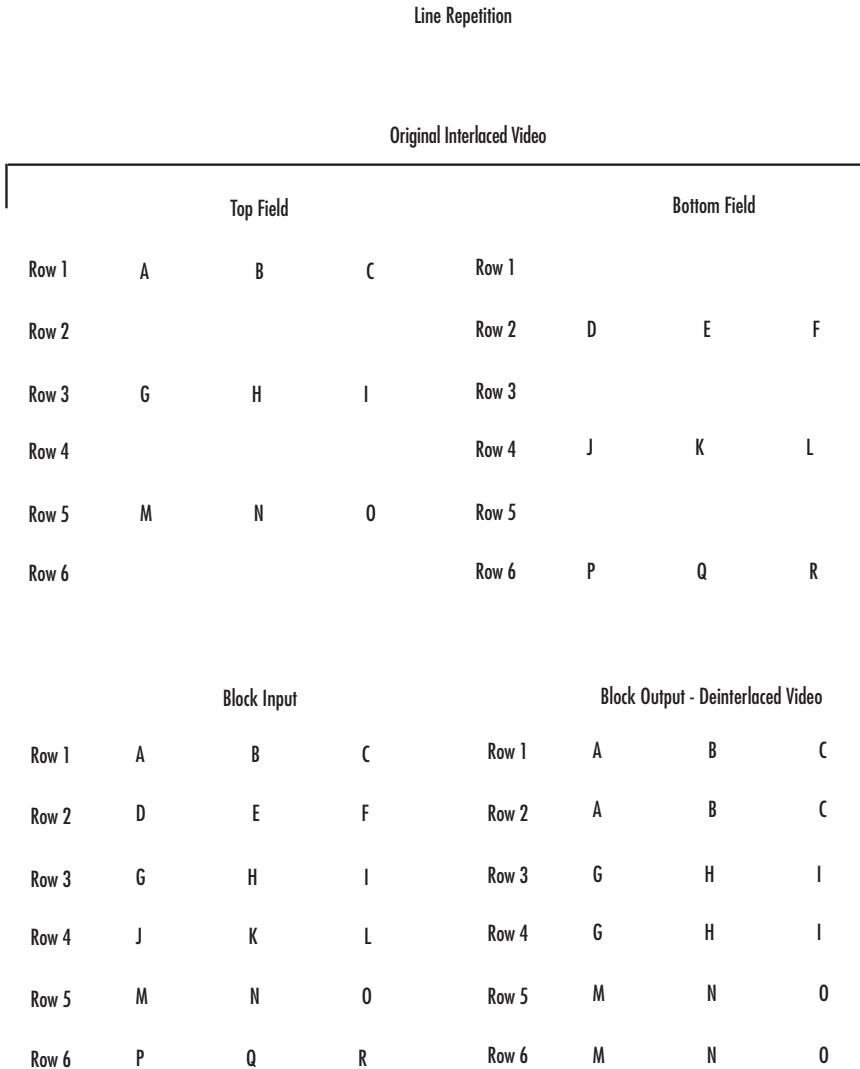 Line Repetition
Original Interlaced Video
Top Field
Row 1 A B C
Row 2
Row 3 G H I
Row 4
Row 5 M N O
Row 6
Bottom Field
Row 1
Row 2 D E F
Row 3
Row 4 J K L
Row 5
Row 6 P Q R
Block Input
Row 1 A B C
Row 2 D E F
Row 3 G H I
Row 4 J K L
Row 5 M N O
Row 6 P Q R
Block Output - Deinterlaced Video
Row 1 A B C
Row 2 A B C
Row 3 G H I
Row 4 G H I
Row 5 M N O
Row 6 M N O